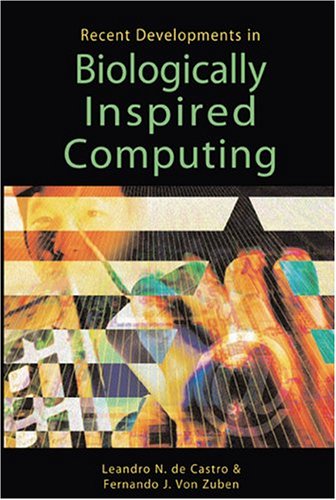 Recent Developments in
Biologically
Inspired
Computing
Leandro N. de Castro &
Fernando J. Von Zuben